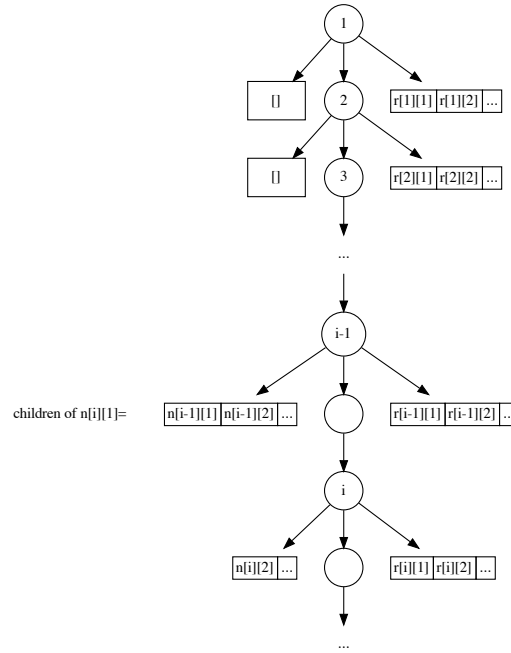 1
[] 2 r[1][1] r[1][2] ...
[] 3 r[2][1] r[2][2] ...
...
i-1
children of n[i][1]= n[i-1][1] n[i-1][2] ... r[i-1][1] r[i-1][2] ...
i
n[i][2] ... r[i][1] r[i][2] ...
...